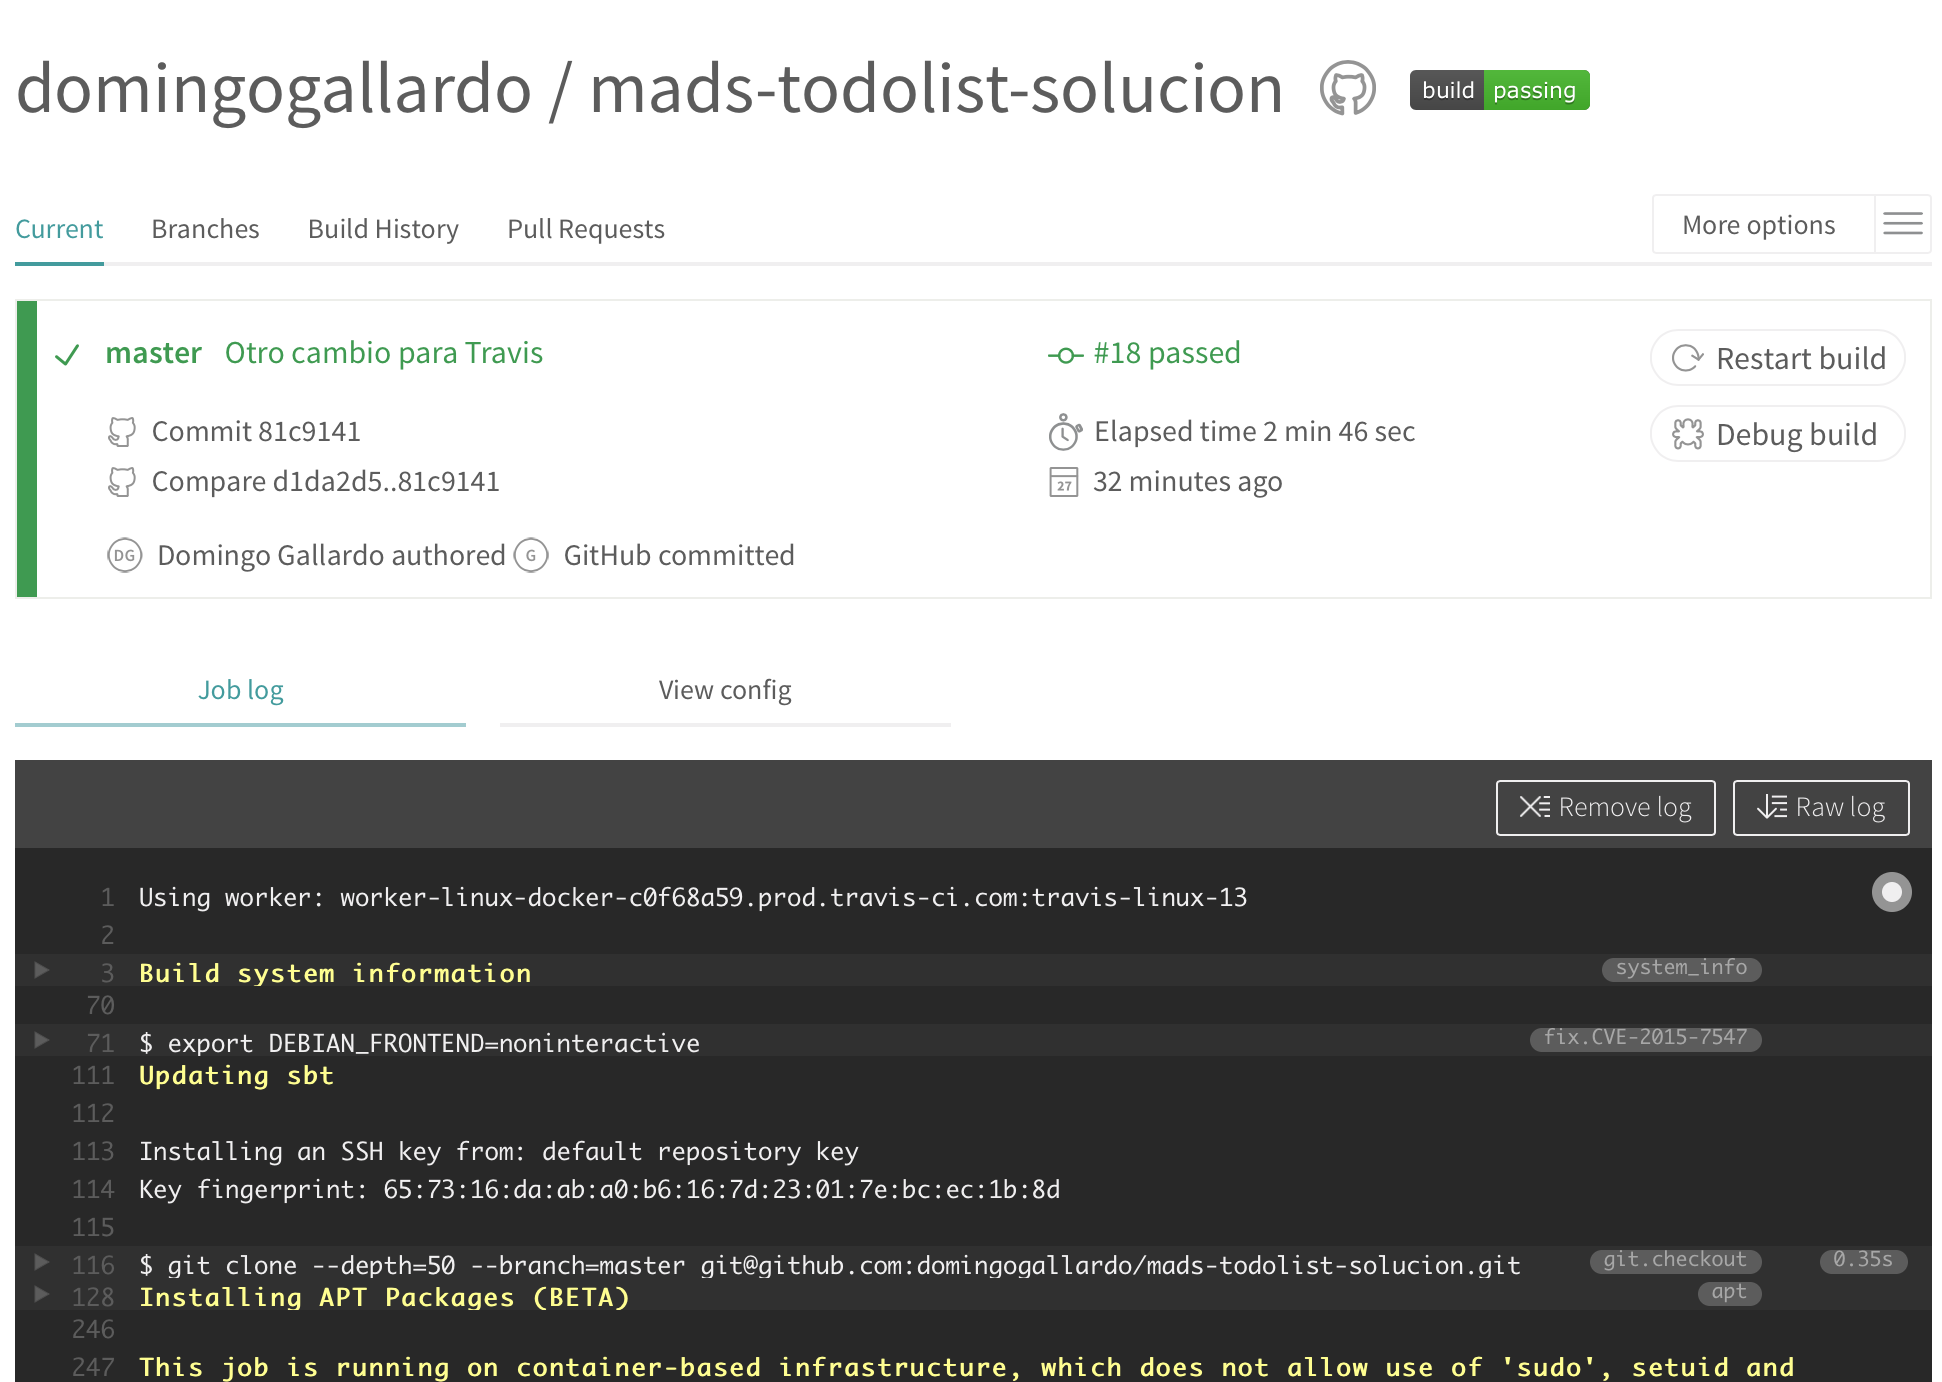 domingogallardo / mads-todolist-solucion build passing
Current Branches Build History Pull Requests More options
master Otro cambio para Travis #18 passed Restart build
Commit 81c9141 Elapsed time 2 min 46 sec Debug build
Compare d1da2d5..81c9141 27 32 minutes ago
DG Domingo Gallardo authored G GitHub committed
Job log View config
Remove log Raw log
1 Using worker: worker-linux-docker-c0f68a59.prod.travis-ci.com:travis-linux-13
2
3 Build system information system_info
70
71 $ export DEBIAN_FRONTEND=noninteractive fix.CVE-2015-7547
111 Updating sbt
112
113 Installing an SSH key from: default repository key
114 Key fingerprint: 65:73:16:da:ab:a0:b6:16:7d:23:01:7e:bc:ec:1b:8d
115
116 $ git clone --depth=50 --branch=master git@github.com:domingogallardo/mads-todolist-solucion.git git.checkout 0.35s
128 Installing APT Packages (BETA) apt
246
247 This job is running on container-based infrastructure, which does not allow use of 'sudo', setuid and